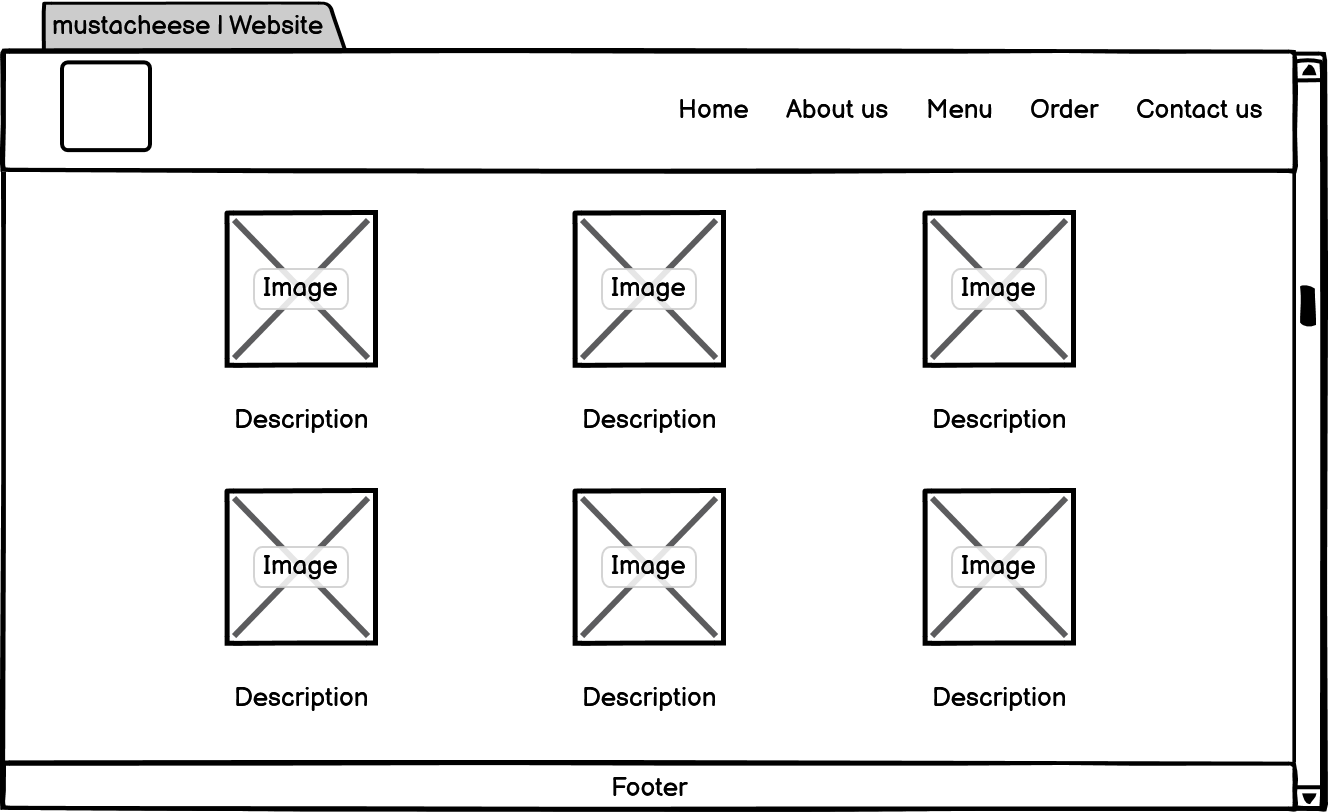 mustacheese | Website
Home About us Menu Order Contact us
Image Image Image
Description Description Description
Image Image Image
Description Description Description
Footer